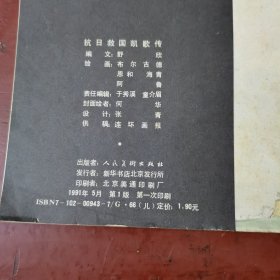 抗日救国凯歌传
编 文：舒 欣
绘 画：布尔古德
恩和 海青
阿 鲁
责任编辑：于秀溪 童介眉
封面绘者：何 华
设 计：张 青
供 稿：连环画报
出版者：人民美术出版社
发行者：新华书店北京发行所
印刷者：北京美通印刷厂
1991年5月 第1版 第一次印刷
ISBN7-102-00943-7/G·66(儿)定价：1.90元